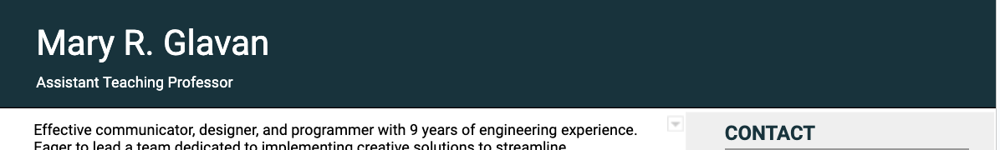 Mary R. Glavan
Assistant Teaching Professor
Effective communicator, designer, and programmer with 9 years of engineering experience.
Eager to lead a team dedicated to implementing creative solutions to streamline
CONTACT